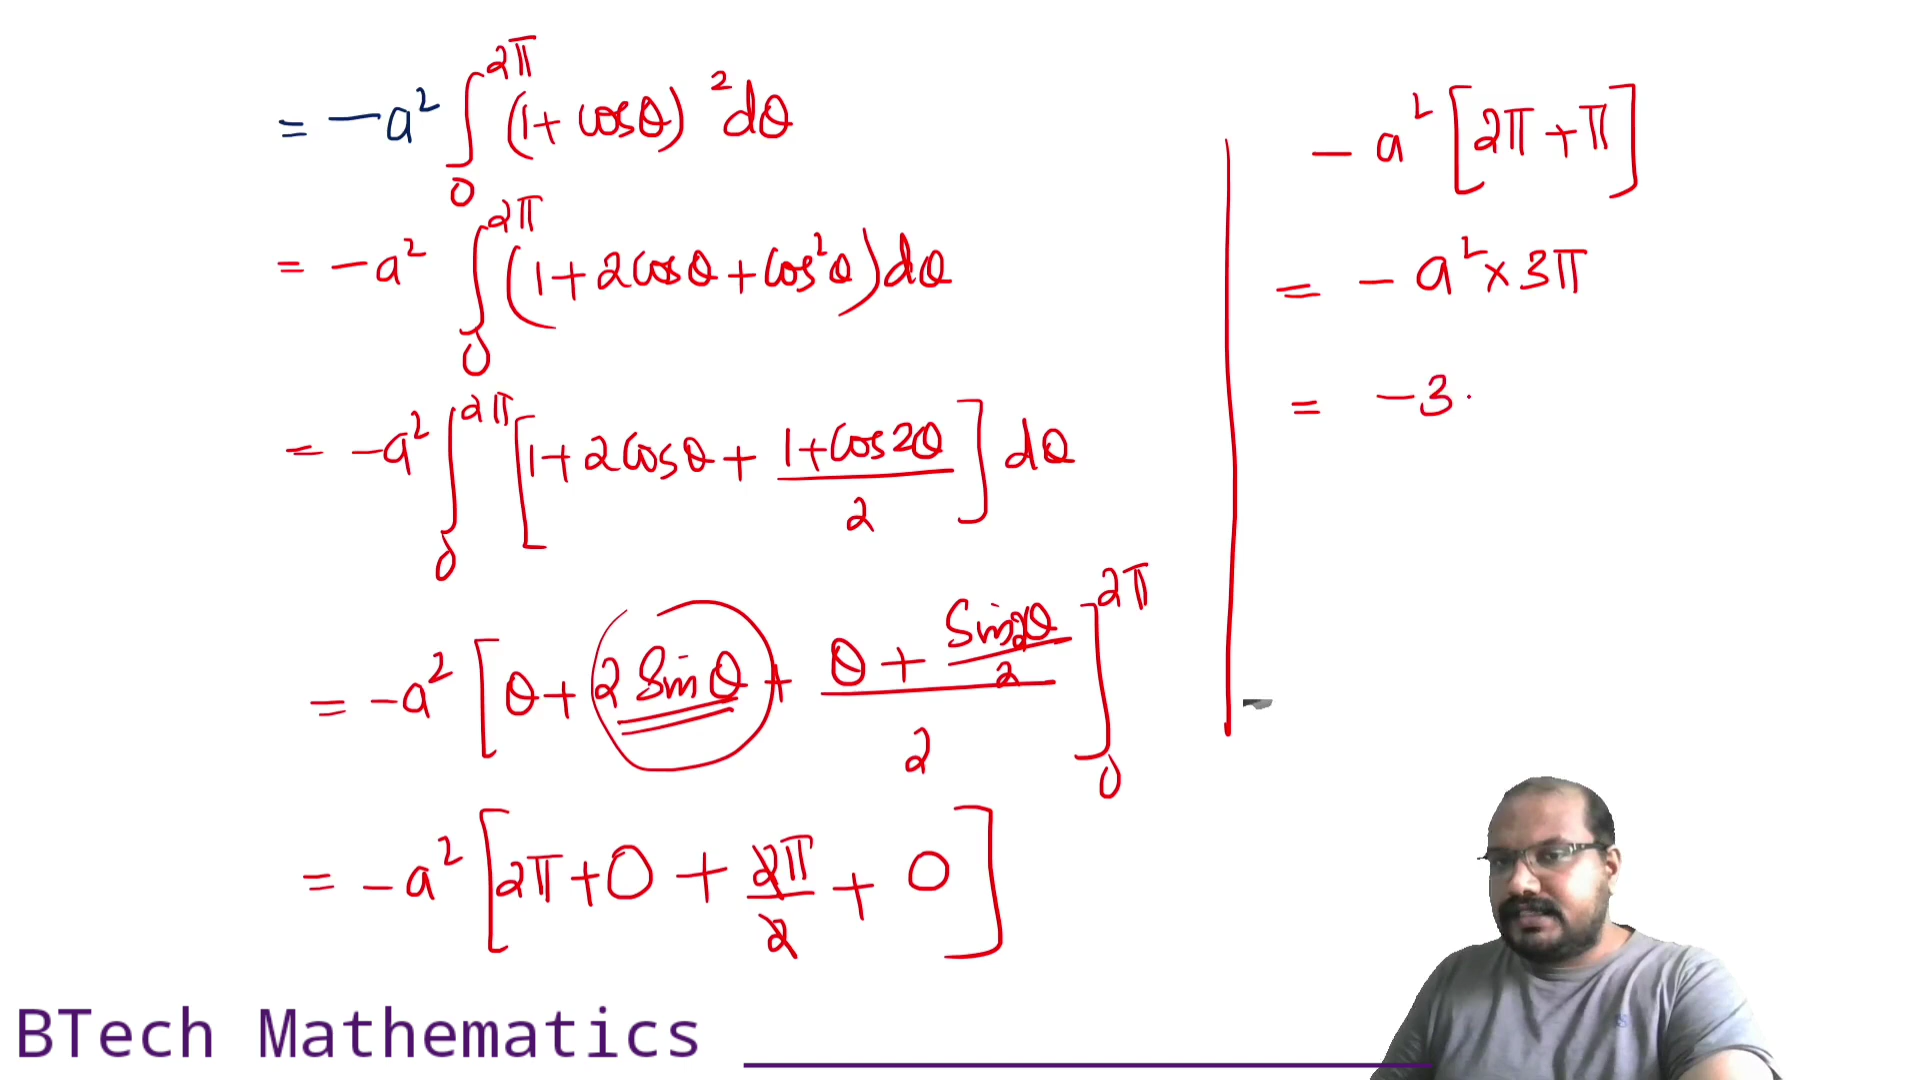 = -a² ∫₀^2π (1 + cosθ)² dθ
= -a² ∫₀^2π (1 + 2cosθ + cos²θ) dθ
= -a² ∫₀^2π [1 + 2cosθ + (1 + cos2θ)/2] dθ
= -a² [θ + 2 Sinθ + (θ + Sin2θ/2)/2]₀^2π
= -a² [2π + 0 + 2π/2 + 0]
-a² [2π + π]
= -a² × 3π
= -3
BTech Mathematics